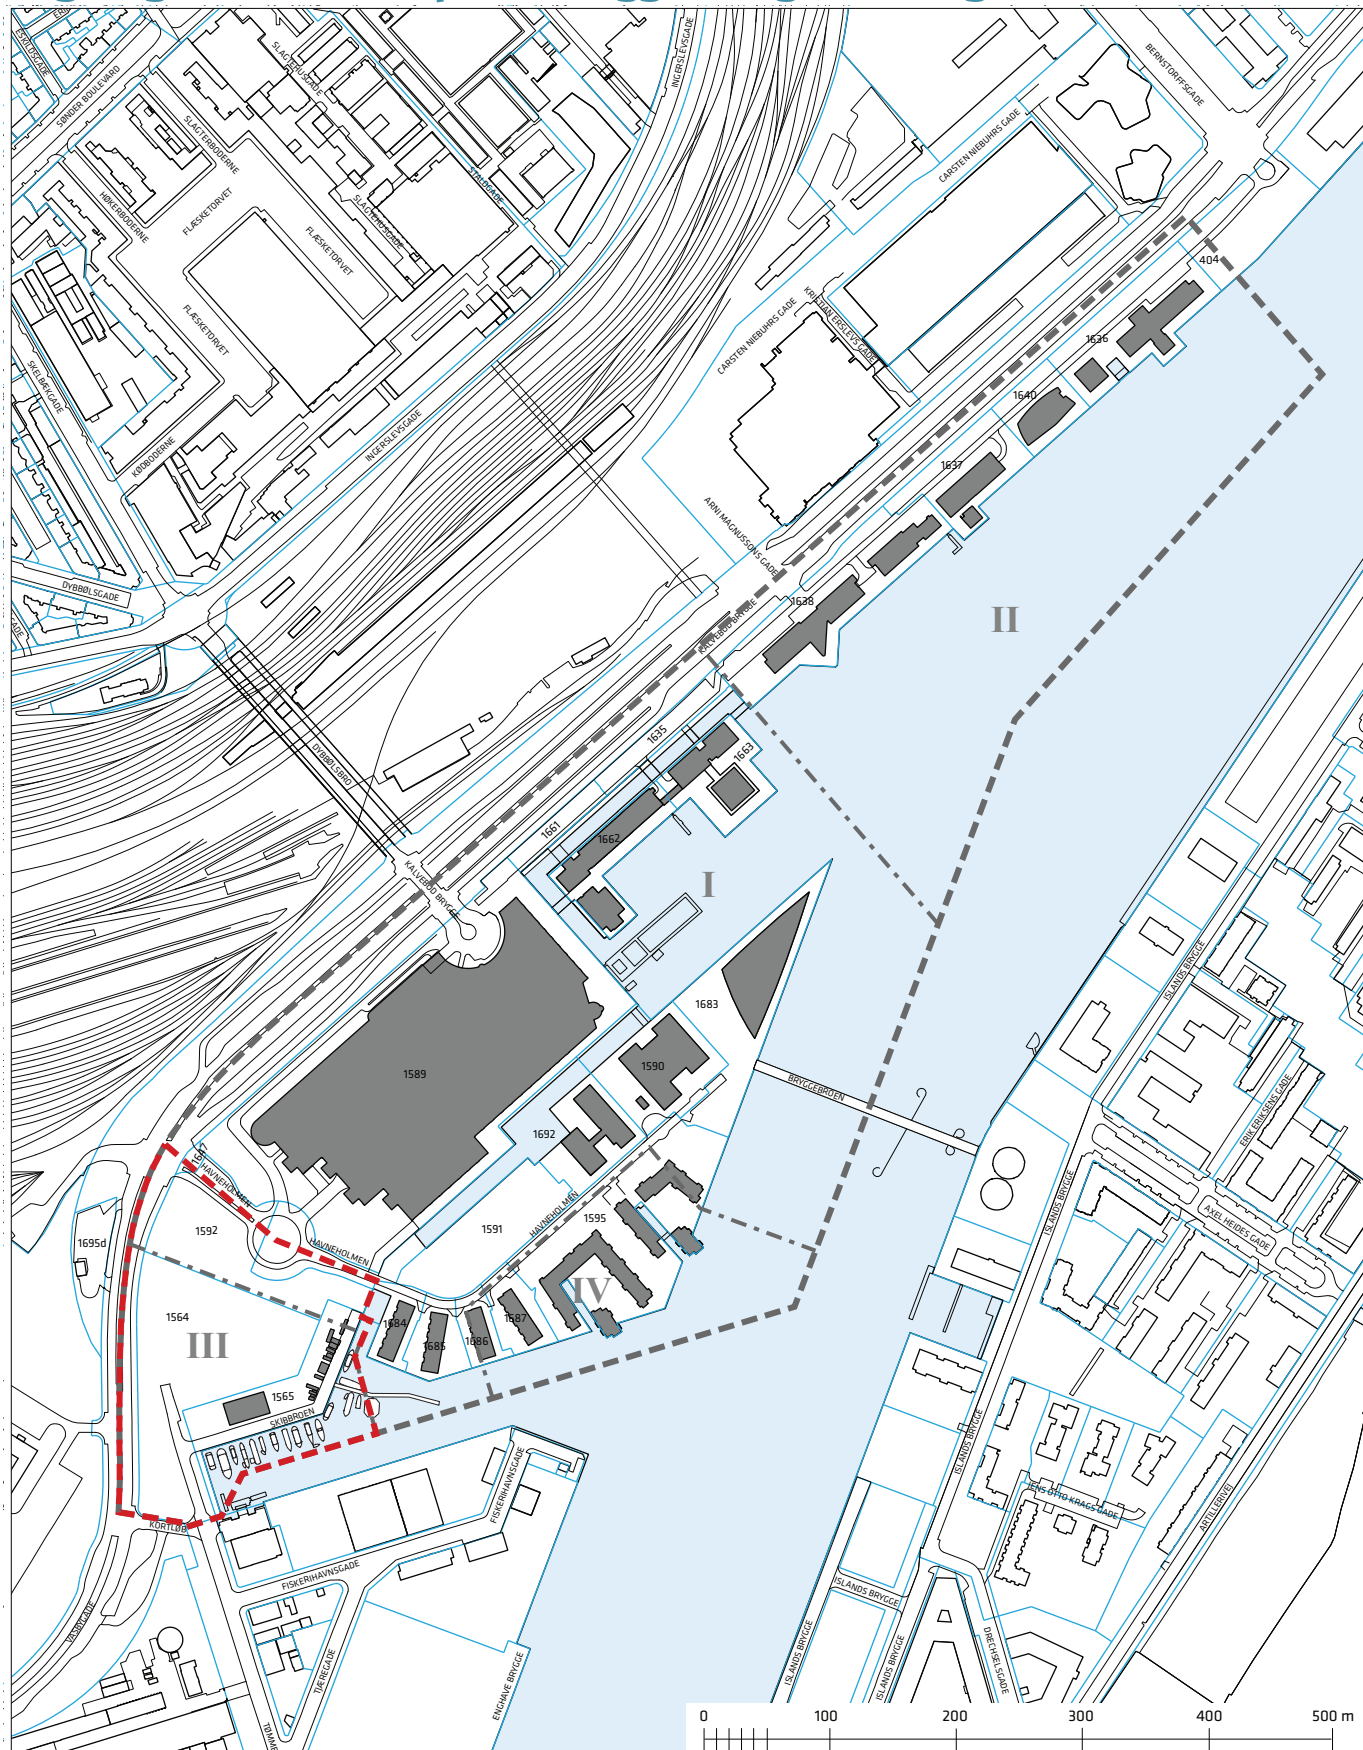 ESKILDSGADE
SØNDER BOULEVARD
SLAGTEHUSGADE
INGERSLEVSGADE
BERNSTORFFSGADE
SLAGTERBODERNE
STALDGADE
CARSTEN NIEBUHRS GADE
HØKERBODERNE
FLÆSKETORVET
SLAGTEHUSGADE
FLÆSKETORVET
404
FLÆSKETORVET
CARSTEN NIEBUHRS GADE
KRISTIAN ERSLEVS GADE
1636
SKELBÆKGADE
1640
INGERSLEVSGADE
KØDBODERNE
1637
ARNI MAGNUSSONS GADE
DYBBØLSGADE
1638
II
KALVEBOD BRYGGE
1635
1663
DYBBØLSBRO
1661
1662
KALVEBOD BRYGGE
I
ISLANDS BRYGGE
1683
1589
1590
BRYGGEBROEN
ERIK ERIKSENS GADE
1692
1647
HAVNEHOLMEN
ISLANDS BRYGGE
1592
1591
HAVNEHOLMEN
1595
AXEL HEIDES GADE
1695d
HAVNEHOLMEN
IV
1564
1684
1687
III
1685
1686
1565
SKIBBROEN
ISLANDS BRYGGE
FISKERIHAVNSGADE
JENS OTTO KRAGS GADE
ARTILLERIVEJ
KORTLØB
FISKERIHAVNSGADE
ISLANDS BRYGGE
VASBYGADE
TJÆREGADE
ENGHAVE BRYGGE
ISLANDS BRYGGE
ISLANDS BRYGGE
DRECHSELSGADE
0 100 200 300 400 500 m